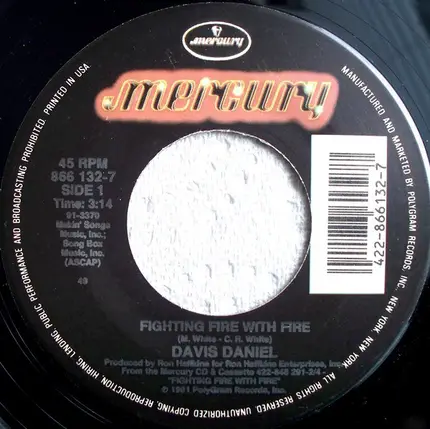 mercury
mercury
45 RPM
866 132-7
SIDE 1
Time: 3:14
91-3379
Makin' Songs
Music, Inc.;
Song Box
Music, Inc.
(ASCAP)
49
422-866132-7
FIGHTING FIRE WITH FIRE
(M. White - C. R. White)
DAVIS DANIEL
Produced by Ron Haffkine for Ron Haffkine Enterprises, Inc.
From the Mercury CD & Cassette 422-848 291-2/4 -
"FIGHTING FIRE WITH FIRE"
℗ 1991 PolyGram Records, Inc.
MANUFACTURED AND MARKETED BY POLYGRAM RECORDS, INC., NEW YORK, NEW YORK
ALL RIGHTS RESERVED. UNAUTHORIZED COPYING, REPRODUCTION, HIRING, LENDING, PUBLIC PERFORMANCE AND BROADCASTING PROHIBITED. PRINTED IN USA.